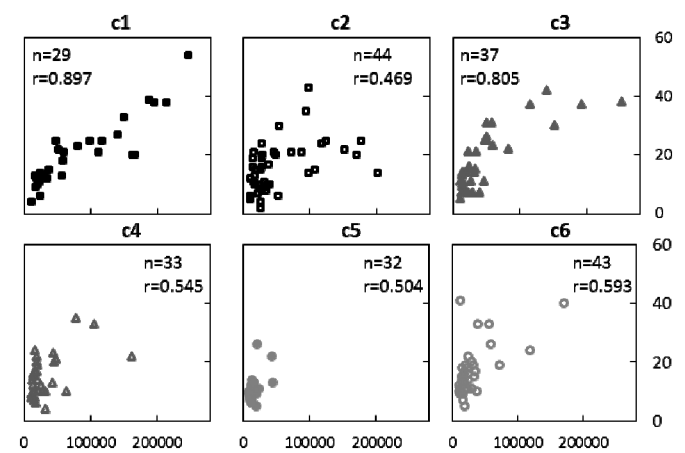 c1
c2
c3
n=29
r=0.897
n=44
r=0.469
n=37
r=0.805
60
40
20
0
c4
c5
c6
n=33
r=0.545
n=32
r=0.504
n=43
r=0.593
60
40
20
0
0 100000 200000
0 100000 200000
0 100000 200000